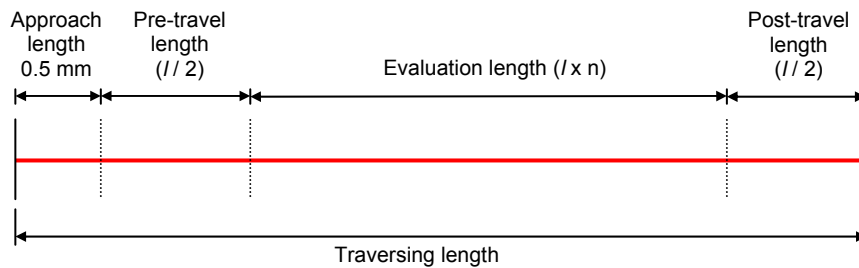 Approach
length
0.5 mm
Pre-travel
length
(l / 2)
Evaluation length (l x n)
Post-travel
length
(l / 2)
Traversing length